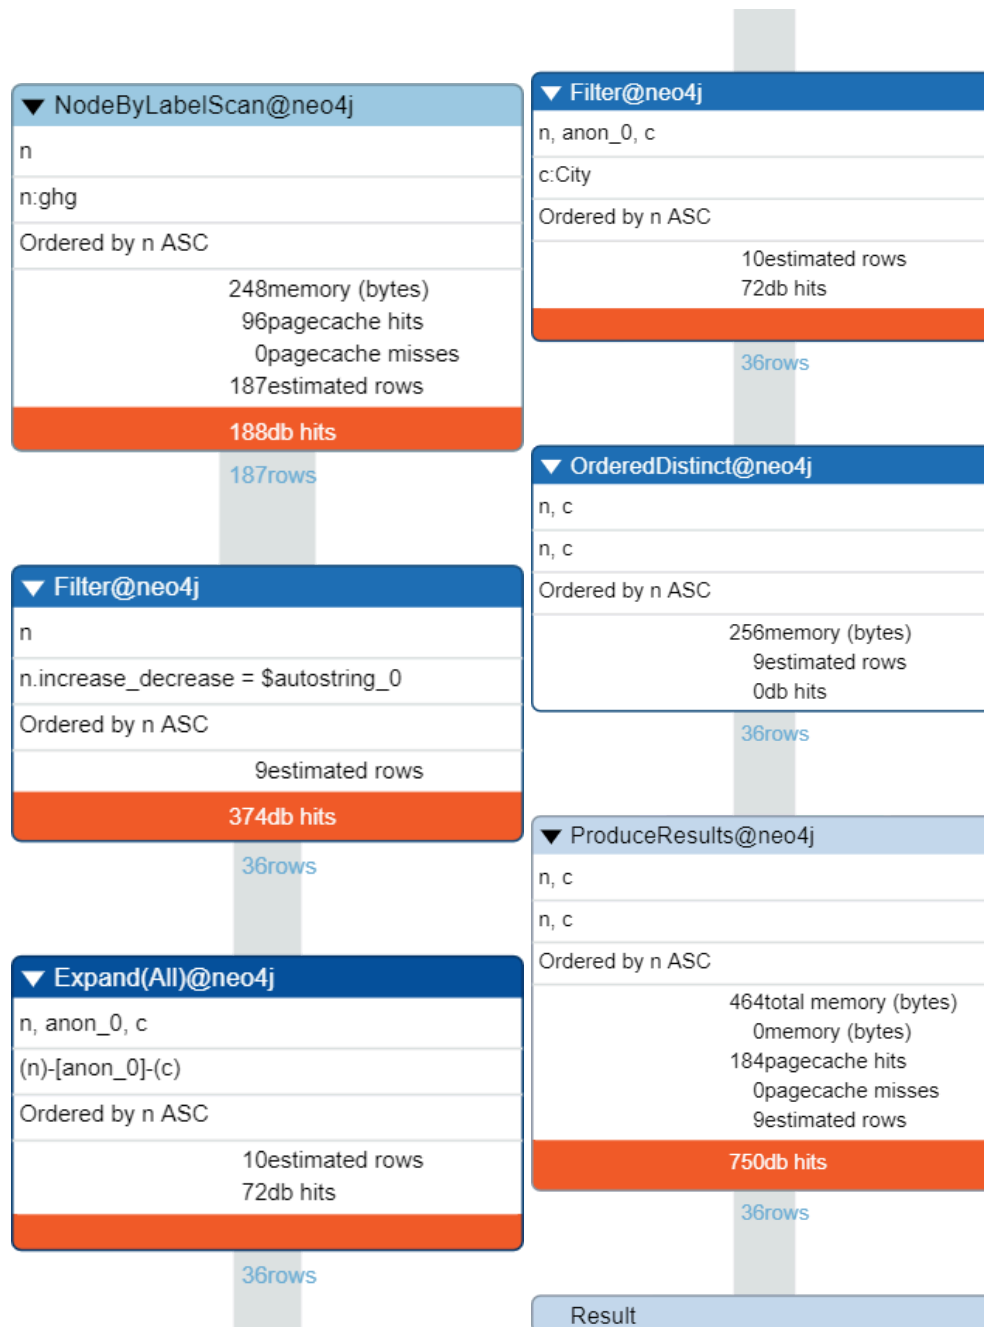 NodeByLabelScan@neo4j
n
n:ghg
Ordered by n ASC
248memory (bytes)
96pagecache hits
0pagecache misses
187estimated rows
188db hits
187rows
Filter@neo4j
n
n.increase_decrease = $autostring_0
Ordered by n ASC
9estimated rows
374db hits
36rows
Expand(All)@neo4j
n, anon_0, c
(n)-[anon_0]-(c)
Ordered by n ASC
10estimated rows
72db hits
36rows
Filter@neo4j
n, anon_0, c
c:City
Ordered by n ASC
10estimated rows
72db hits
36rows
OrderedDistinct@neo4j
n, c
n, c
Ordered by n ASC
256memory (bytes)
9estimated rows
0db hits
36rows
ProduceResults@neo4j
n, c
n, c
Ordered by n ASC
464total memory (bytes)
0memory (bytes)
184pagecache hits
0pagecache misses
9estimated rows
750db hits
36rows
Result